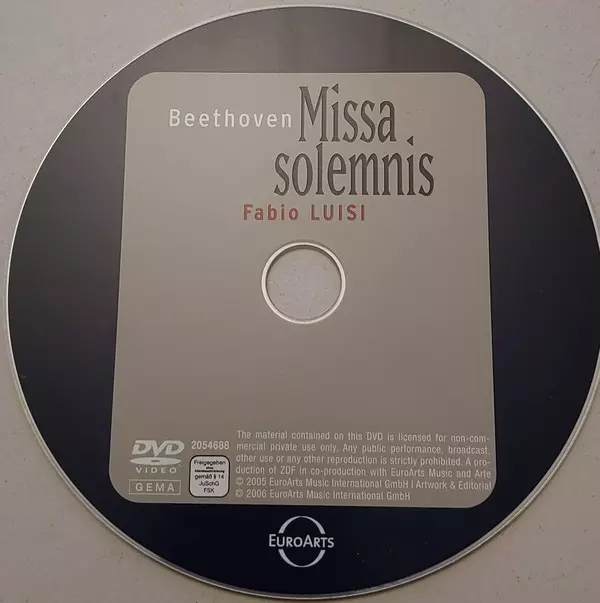 Beethoven Missa
solemnis
Fabio LUISI
DVD
VIDEO
GEMA
2054688
Freigegeben
ohne
Altersbeschränkung
gemäß § 14
JuSchG
FSK
The material contained on this DVD is licensed for non-com-
mercial private use only. Any public performance, broadcast,
other use or any other reproduction is strictly prohibited. A pro-
duction of ZDF in co-production with EuroArts Music and Arte
© 2005 EuroArts Music International GmbH I Artwork & Editorial
© 2006 EuroArts Music International GmbH
EUROARTS